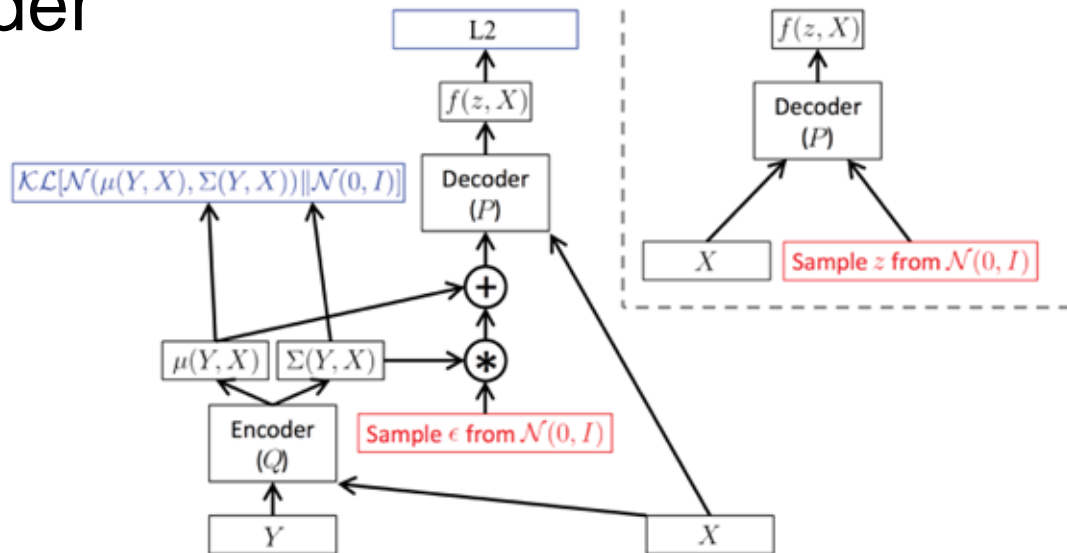 der
L2
f(z, X)
Decoder
(P)
𝒦ℒ[𝒩(μ(Y, X), Σ(Y, X))‖𝒩(0, I)]
+
μ(Y, X)
Σ(Y, X)
*
Sample ϵ from 𝒩(0, I)
Encoder
(Q)
Y
X
f(z, X)
Decoder
(P)
X
Sample z from 𝒩(0, I)